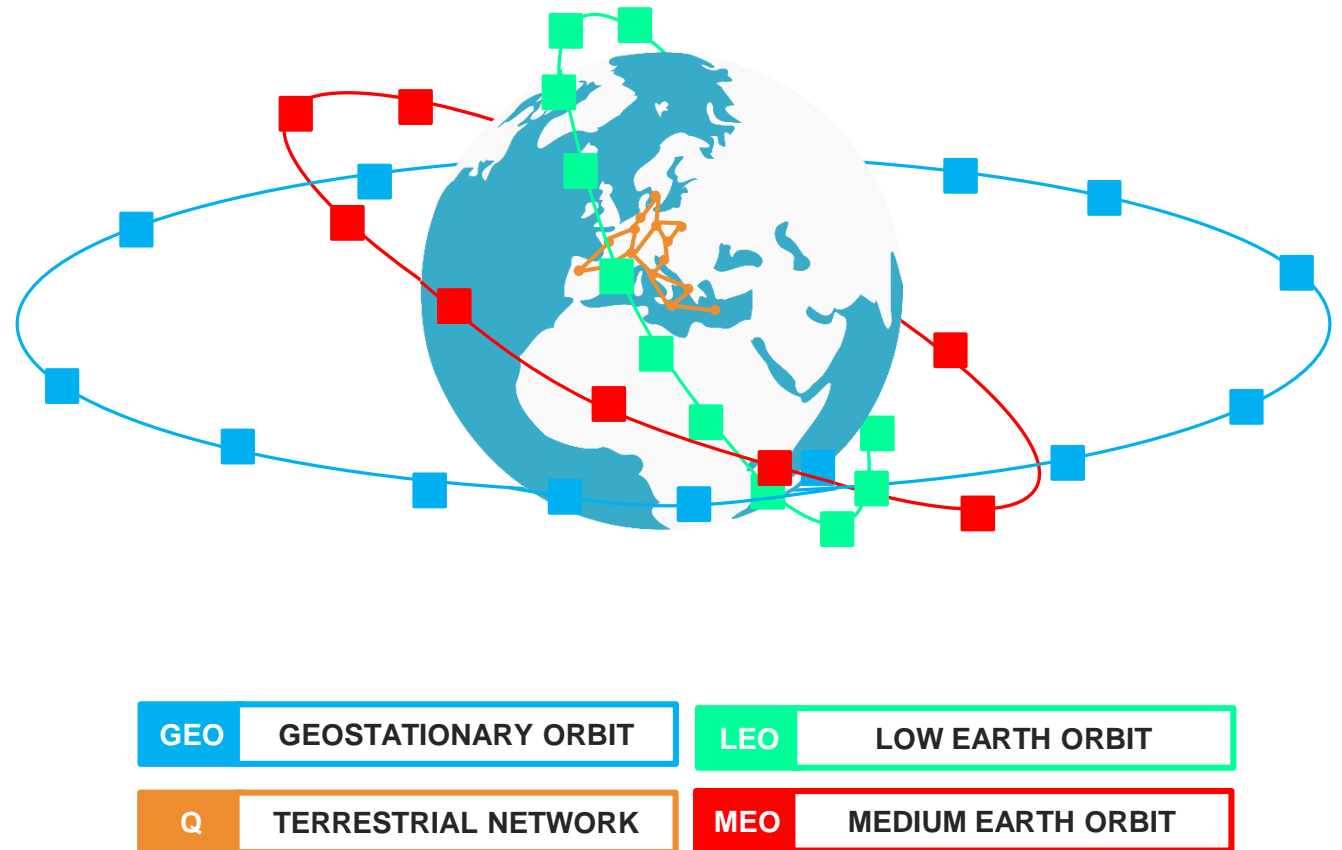 GEO GEOSTATIONARY ORBIT
LEO LOW EARTH ORBIT
Q TERRESTRIAL NETWORK
MEO MEDIUM EARTH ORBIT